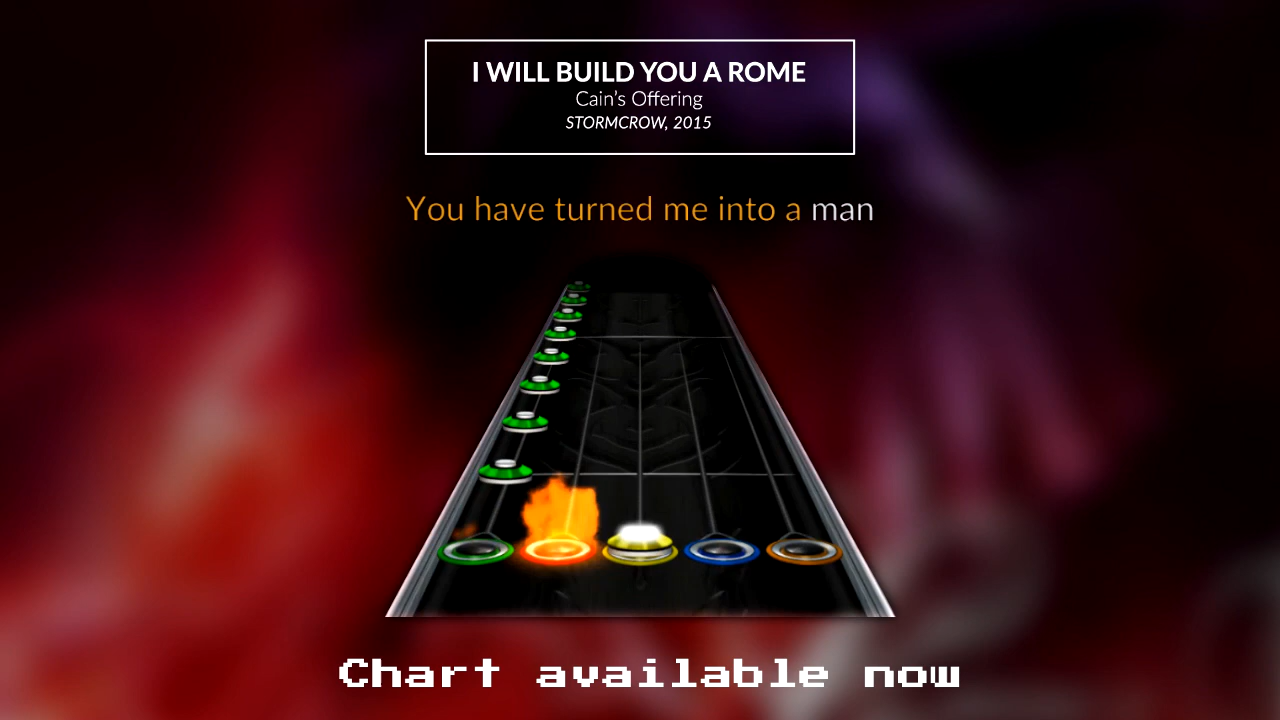 I WILL BUILD YOU A ROME
Cain's Offering
STORMCROW, 2015
You have turned me into a man
Chart available now